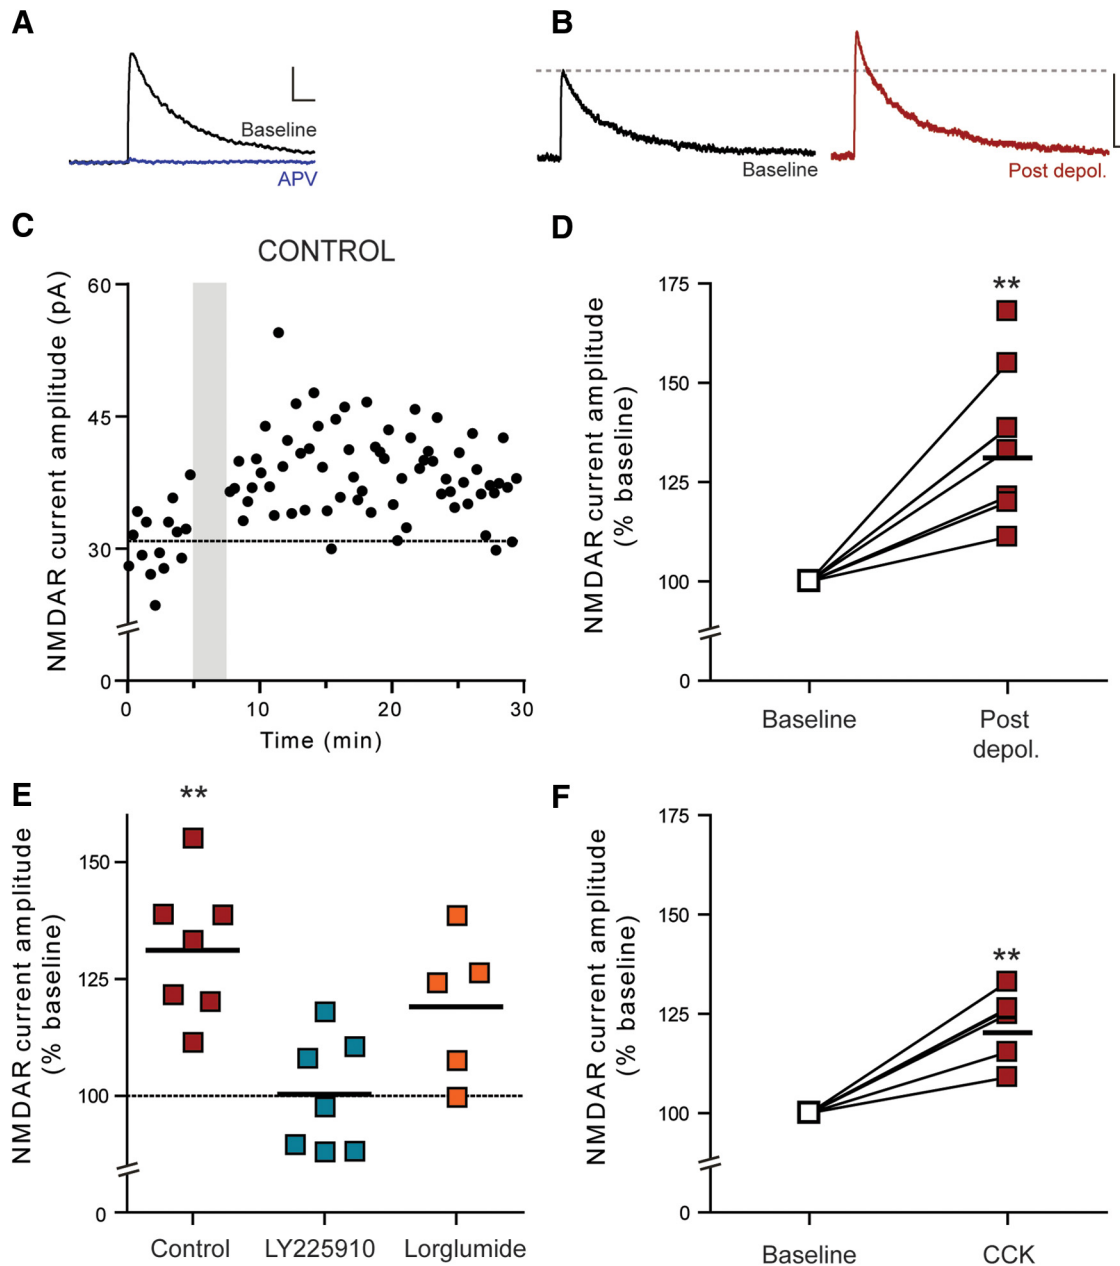 A
Baseline
APV
B
Baseline
Post depol.
C
CONTROL
NMDAR current amplitude (pA)
60
45
30
0
0
10
20
30
Time (min)
D
NMDAR current amplitude
(% baseline)
**
175
150
125
100
0
Baseline
Post
depol.
E
NMDAR current amplitude
(% baseline)
**
150
125
100
0
Control
LY225910
Lorglumide
F
NMDAR current amplitude
(% baseline)
**
175
150
125
100
0
Baseline
CCK